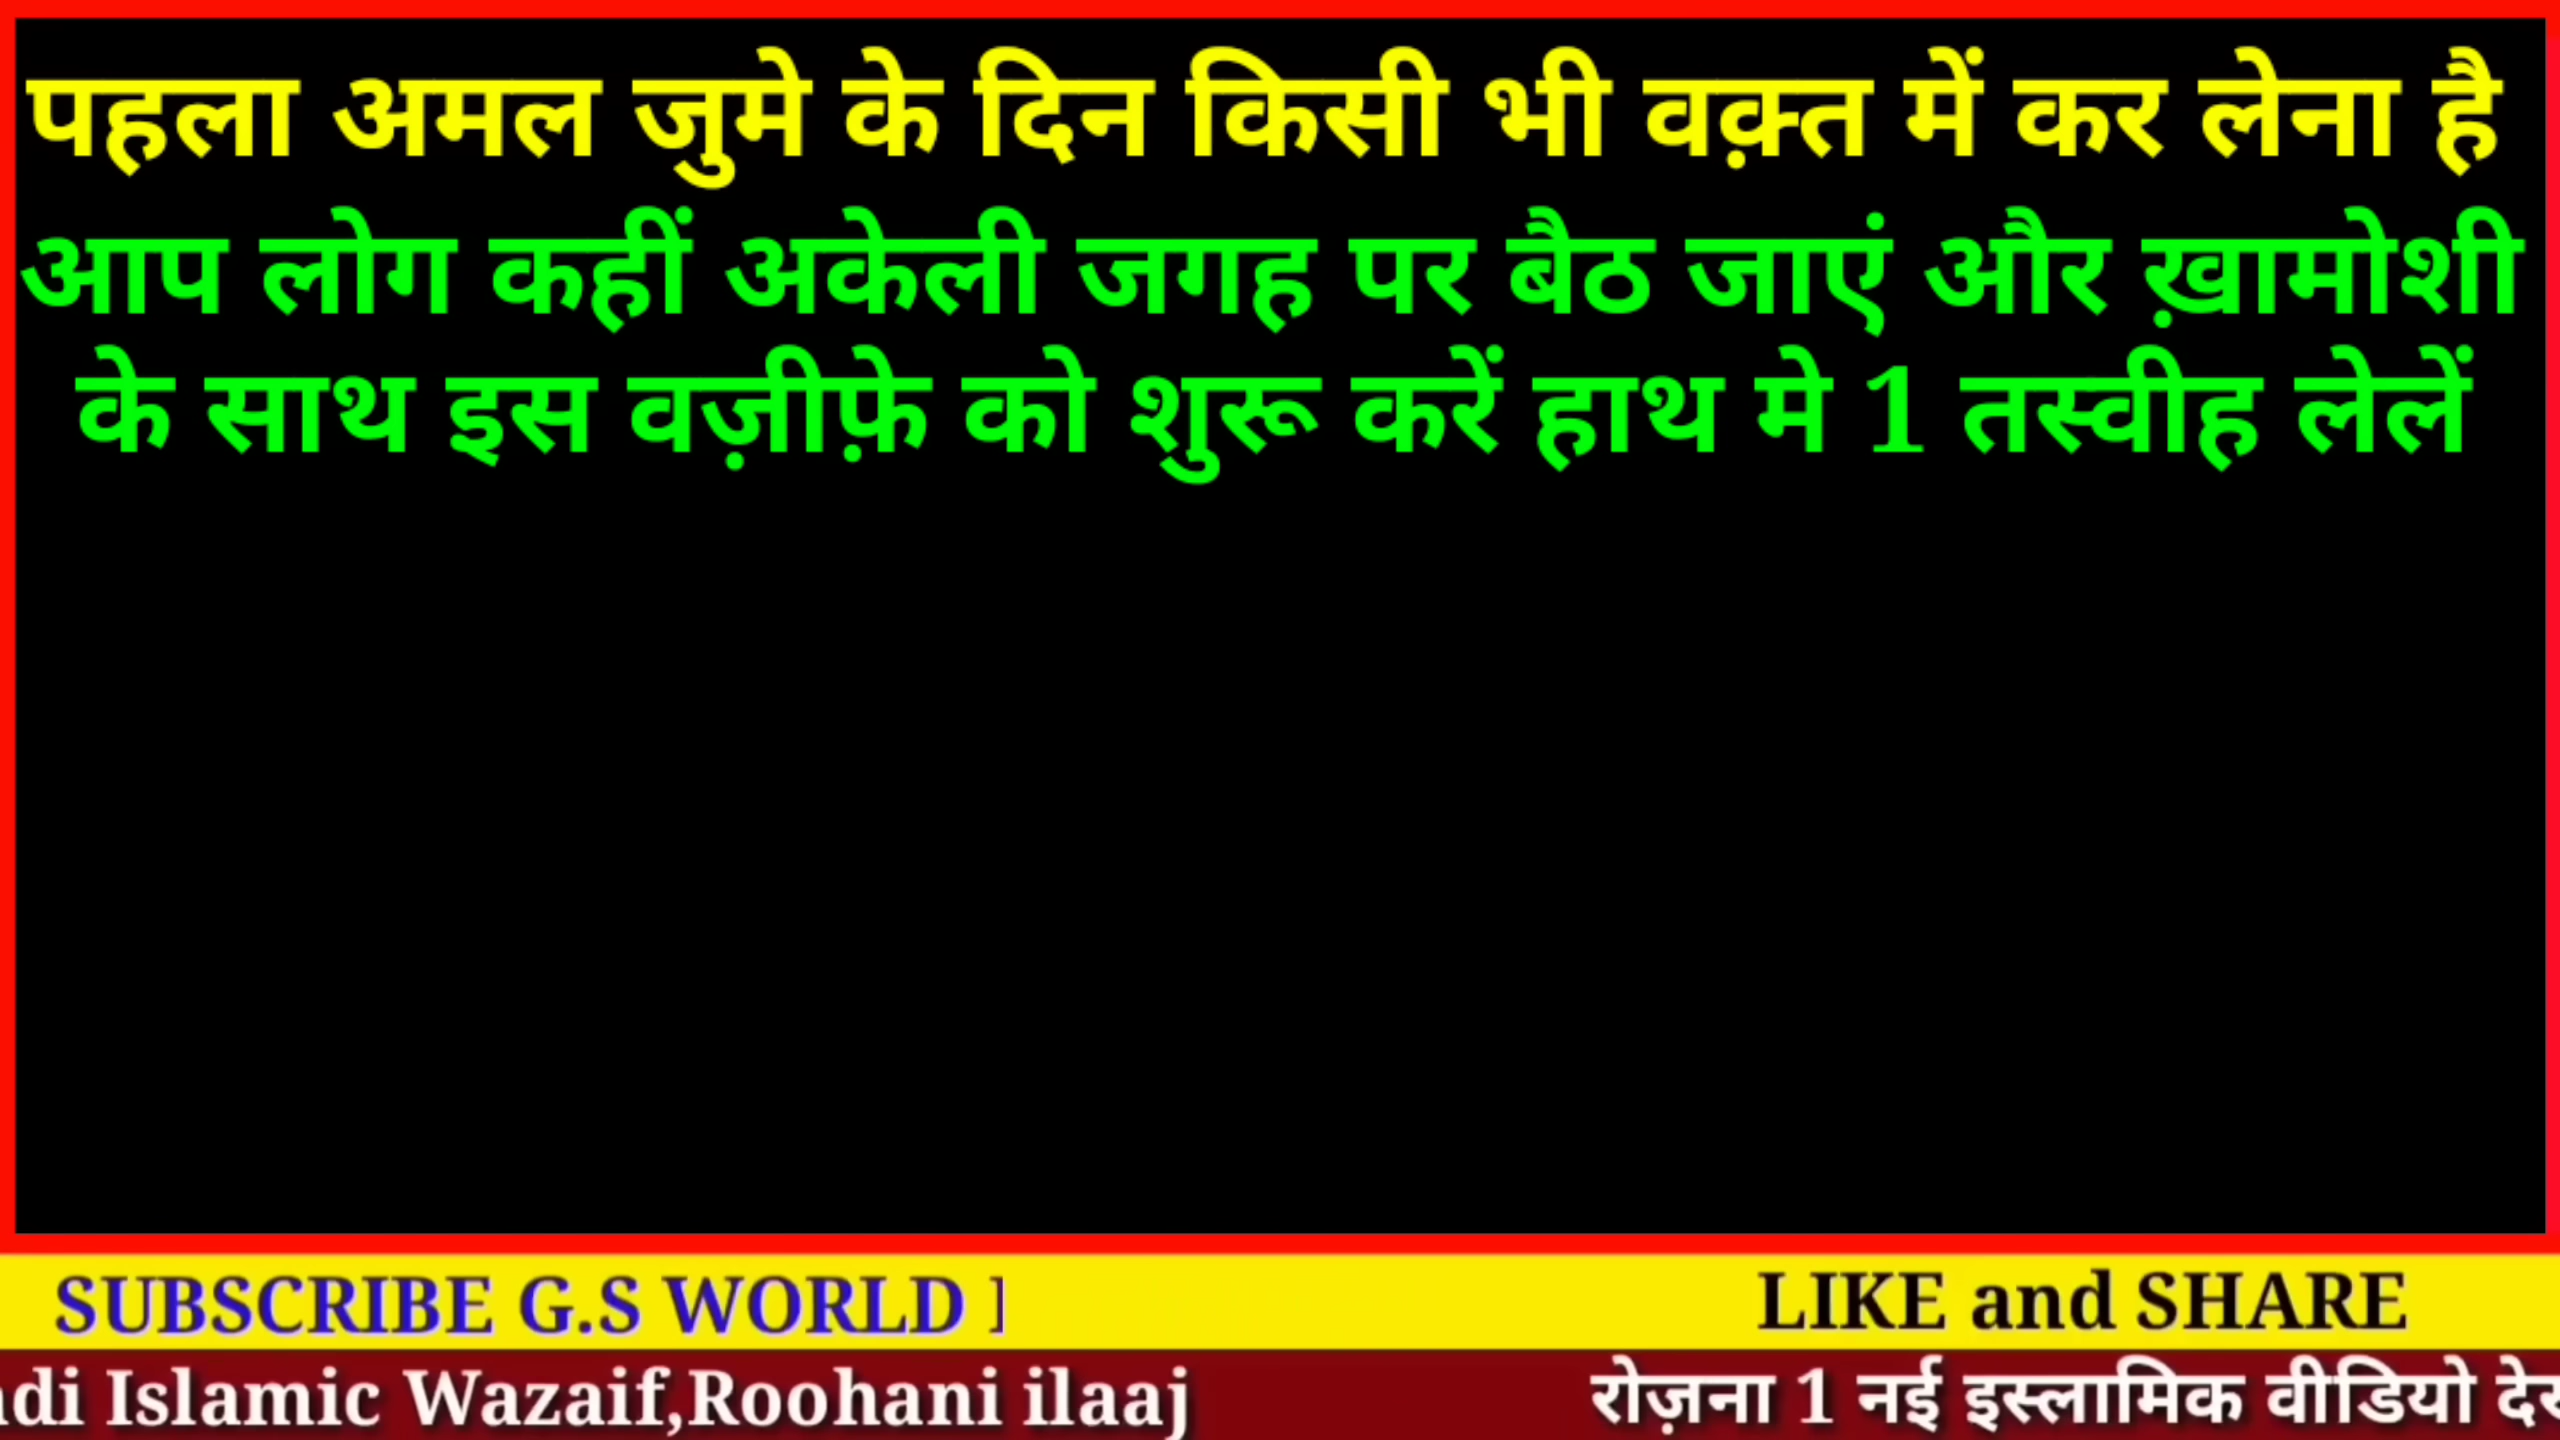 पहला अमल जुमे के दिन किसी भी वक़्त में कर लेना है
आप लोग कहीं अकेली जगह पर बैठ जाएं और ख़ामोशी
के साथ इस वज़ीफ़े को शुरू करें हाथ मे 1 तस्वीह लेलें
SUBSCRIBE G.S WORLD LIKE and SHARE
Islamic Wazaif,Roohani ilaaj रोज़ना 1 नई इस्लामिक वीडियो